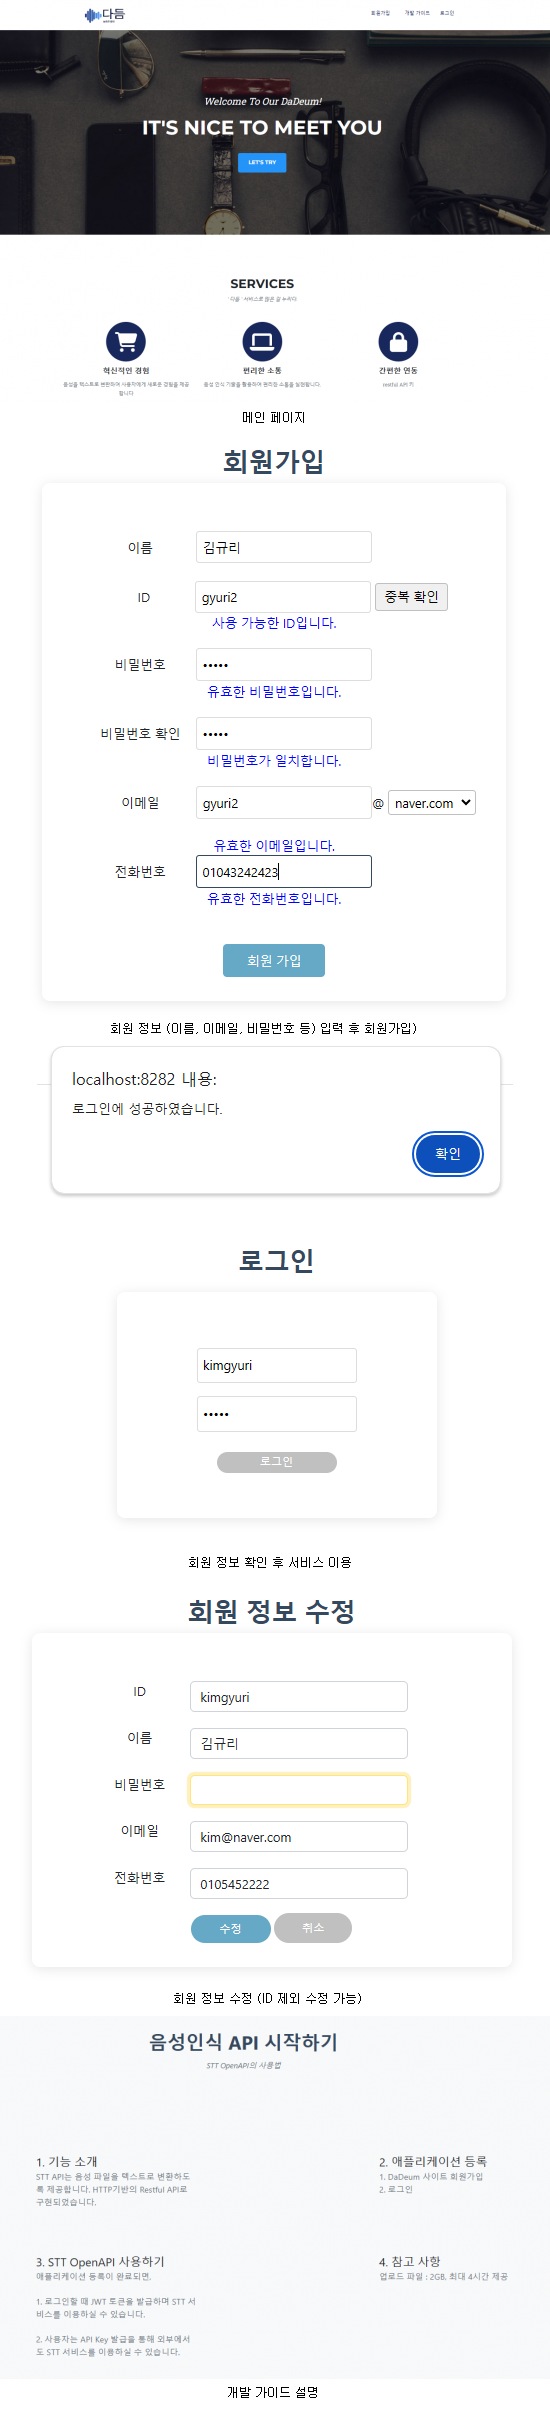 다듬
회원가입 개발 가이드 로그인
Welcome To Our DaDeum!
IT'S NICE TO MEET YOU
LET'S TRY
SERVICES
'다듬' 서비스로 많은 걸 누리다
혁신적인 경험 편리한 소통 간편한 연동
음성을 텍스트로 변환하여 사용자에게 새로운 경험을 제공 음성 인식 기술을 활용하여 편리한 소통을 실현합니다. restful API 키
합니다
메인 페이지
회원가입
이름 김규리
ID gyuri2 중복 확인
사용 가능한 ID입니다.
비밀번호 •••••
유효한 비밀번호입니다.
비밀번호 확인 •••••
비밀번호가 일치합니다.
이메일 gyuri2 @ naver.com
유효한 이메일입니다.
전화번호 01043242423
유효한 전화번호입니다.
회원 가입
회원 정보 (이름, 이메일, 비밀번호 등) 입력 후 회원가입)
localhost:8282 내용:
로그인에 성공하였습니다.
확인
로그인
kimgyuri
•••••
로그인
회원 정보 확인 후 서비스 이용
회원 정보 수정
ID kimgyuri
이름 김규리
비밀번호
이메일 kim@naver.com
전화번호 0105452222
수정 취소
회원 정보 수정 (ID 제외 수정 가능)
음성인식 API 시작하기
STT OpenAPI의 사용법
1. 기능 소개
STT API는 음성 파일을 텍스트로 변환하도
록 제공합니다. HTTP기반의 Restful API로
구현되었습니다.
2. 애플리케이션 등록
1. DaDeum 사이트 회원가입
2. 로그인
3. STT OpenAPI 사용하기
애플리케이션 등록이 완료되면,
1. 로그인할 때 JWT 토큰을 발급하며 STT 서
비스를 이용하실 수 있습니다.
2. 사용자는 API Key 발급을 통해 외부에서
도 STT 서비스를 이용하실 수 있습니다.
4. 참고 사항
업로드 파일 : 2GB, 최대 4시간 제공
개발 가이드 설명